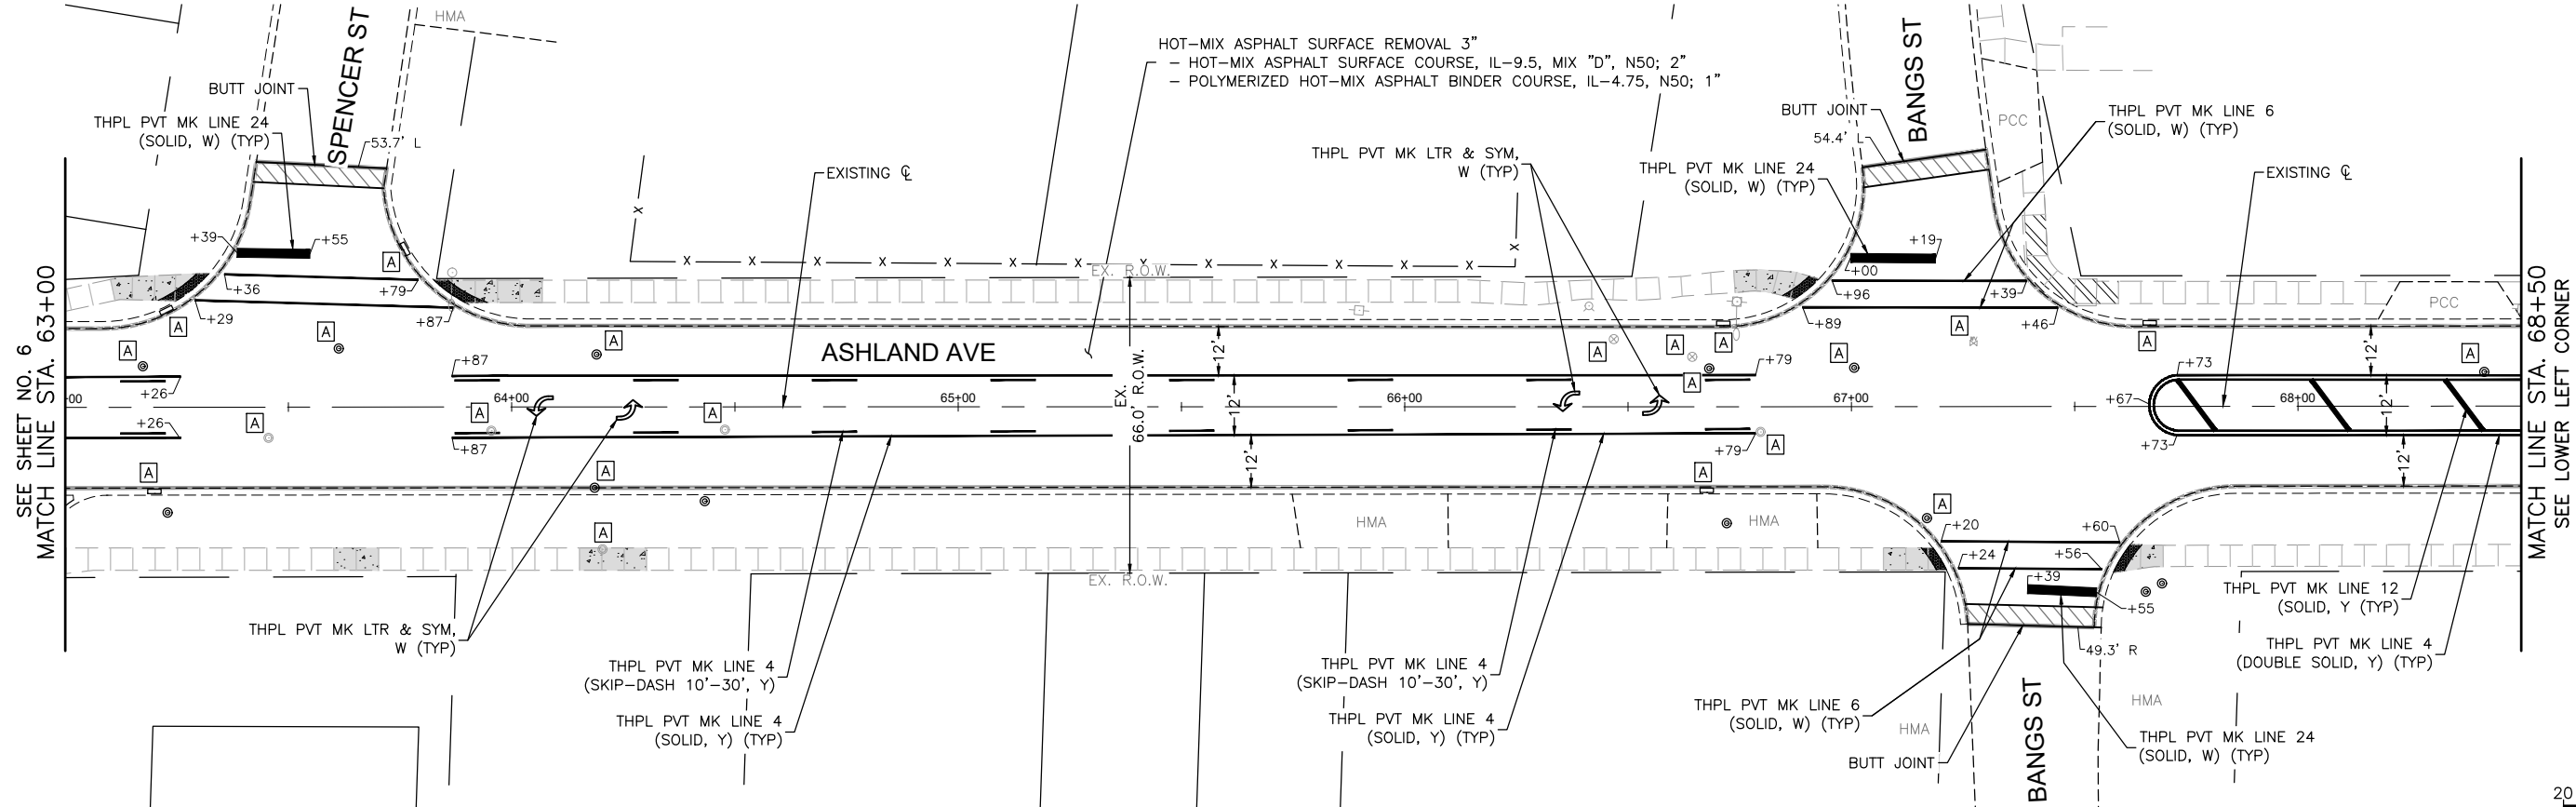 SPENCER ST
HMA
BUTT JOINT
THPL PVT MK LINE 24
(SOLID, W) (TYP)
53.7' L
+39
+55
A
+36
+79
+29
+87
A
A
A
A
+26
+26
00
A
A
SEE SHEET NO. 6
MATCH LINE STA. 63+00
HOT-MIX ASPHALT SURFACE REMOVAL 3"
- HOT-MIX ASPHALT SURFACE COURSE, IL-9.5, MIX "D", N50; 2"
- POLYMERIZED HOT-MIX ASPHALT BINDER COURSE, IL-4.75, N50; 1"
EXISTING ℄
X
X
X X X X X X X X X X X X X
EX. R.O.W.
THPL PVT MK LTR & SYM,
W (TYP)
ASHLAND AVE
+87
+87
A
A
64+00
65+00
66+00
67+00
68+00
12'
12'
12'
EX.
66.0' R.O.W.
A
A
EX. R.O.W.
THPL PVT MK LTR & SYM,
W (TYP)
THPL PVT MK LINE 4
(SKIP-DASH 10'-30', Y)
THPL PVT MK LINE 4
(SOLID, Y) (TYP)
THPL PVT MK LINE 4
(SKIP-DASH 10'-30', Y)
THPL PVT MK LINE 4
(SOLID, Y) (TYP)
BANGS ST
BUTT JOINT
54.4' L
THPL PVT MK LINE 24
(SOLID, W) (TYP)
PCC
THPL PVT MK LINE 6
(SOLID, W) (TYP)
EXISTING ℄
+19
+00
+96
+39
+89
+46
A
A
A
A
A
A
A
A
A
PCC
+79
+79
A
+73
+67
+73
12'
12'
12'
A
HMA
HMA
A
+20
+60
+24
+56
+39
+55
49.3' R
THPL PVT MK LINE 12
(SOLID, Y (TYP)
THPL PVT MK LINE 4
(DOUBLE SOLID, Y) (TYP)
THPL PVT MK LINE 6
(SOLID, W) (TYP)
HMA
HMA
BUTT JOINT
BANGS ST
THPL PVT MK LINE 24
(SOLID, W) (TYP)
MATCH LINE STA. 68+50
SEE LOWER LEFT CORNER
20